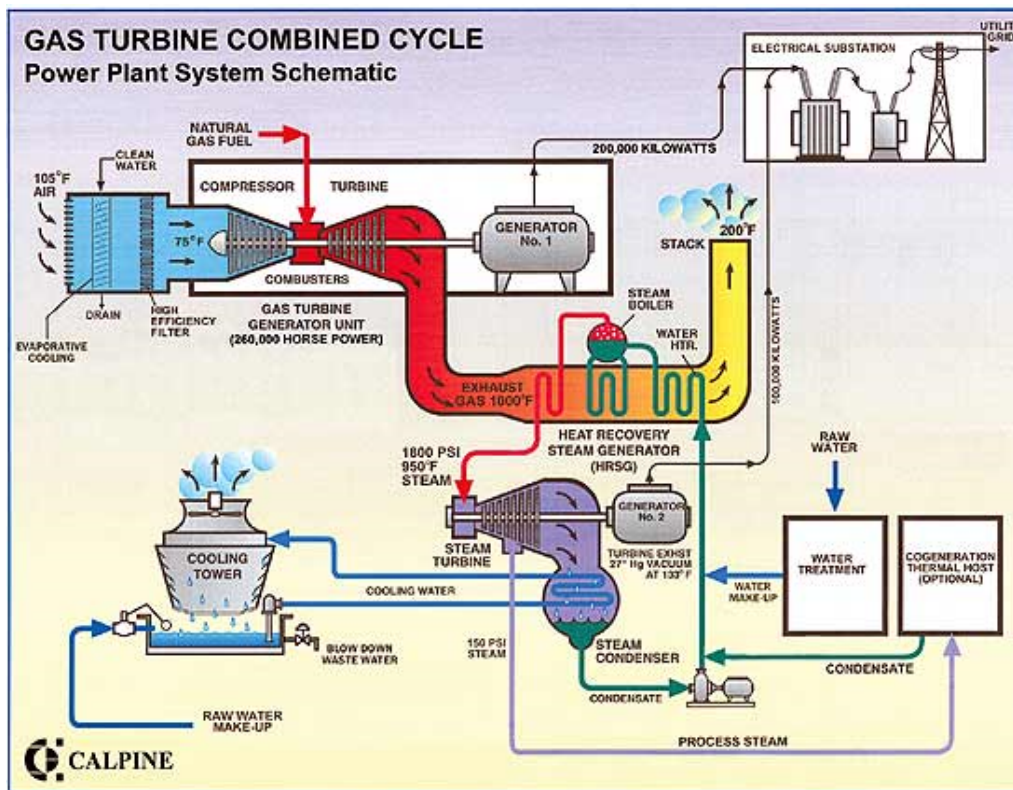 GAS TURBINE COMBINED CYCLE
Power Plant System Schematic
UTILIT
GRID
ELECTRICAL SUBSTATION
NATURAL
GAS FUEL
200,000 KILOWATTS
CLEAN
WATER
105°F
AIR
COMPRESSOR
TURBINE
75°F
GENERATOR
No. 1
STACK
200°F
COMBUSTERS
DRAIN
HIGH
EFFICIENCY
FILTER
EVAPORATIVE
COOLING
GAS TURBINE
GENERATOR UNIT
(260,000 HORSE POWER)
STEAM
BOILER
WATER
HTR.
100,000 KILOWATTS
EXHAUST
GAS 1000°F
HEAT RECOVERY
STEAM GENERATOR
(HRSG)
RAW
WATER
1800 PSI
950°F
STEAM
GENERATOR
No. 2
STEAM
TURBINE
TURBINE EXHST
27" Hg VACUUM
AT 133°F
COOLING
TOWER
COOLING WATER
WATER
TREATMENT
COGENERATION
THERMAL HOST
(OPTIONAL)
WATER
MAKE-UP
150 PSI
STEAM
STEAM
CONDENSER
BLOW DOWN
WASTE WATER
CONDENSATE
CONDENSATE
RAW WATER
MAKE-UP
PROCESS STEAM
CALPINE